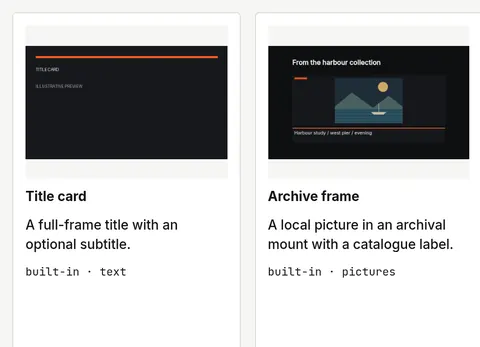 TITLE CARD
ILLUSTRATIVE PREVIEW
Title card
A full-frame title with an
optional subtitle.
built-in · text
From the harbour collection
Harbour study / west pier / evening
Archive frame
A local picture in an archival
mount with a catalogue label.
built-in · pictures